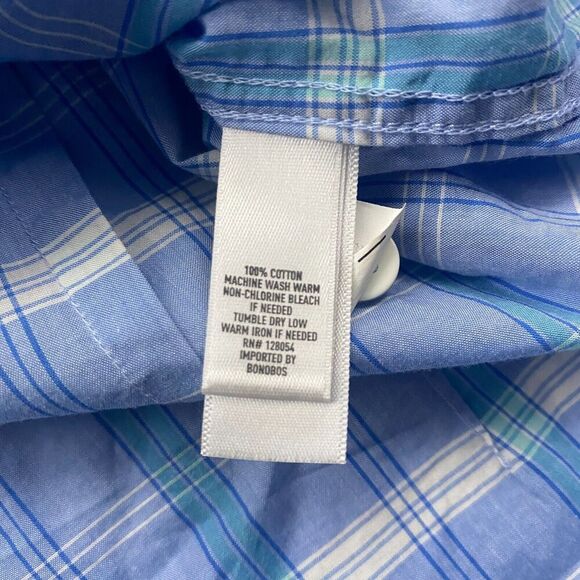 100% COTTON
MACHINE WASH WARM
NON-CHLORINE BLEACH
IF NEEDED
TUMBLE DRY LOW
WARM IRON IF NEEDED
RN# 128054
IMPORTED BY
BONOBOS